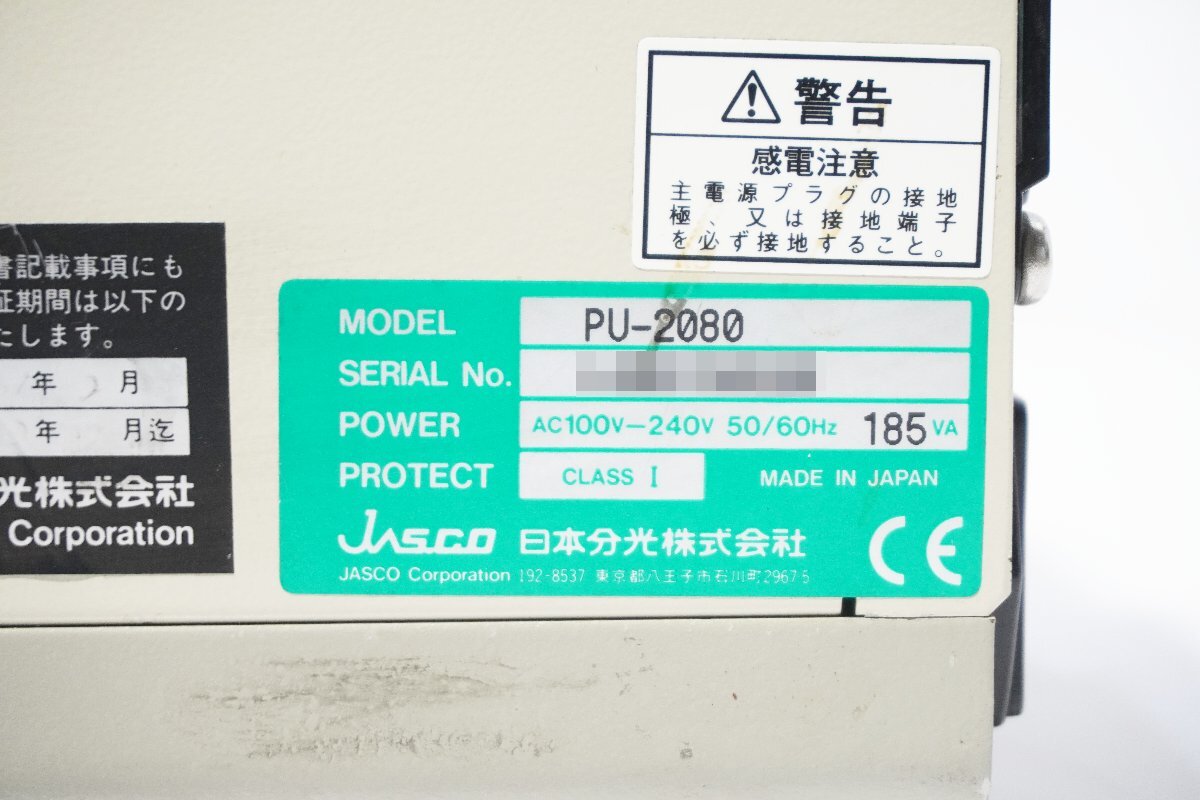 警告
感電注意
主電源プラグの接地
極、又は接地端子
を必ず接地すること。
書記載事項にも
証期間は以下の
たします。
年 月
年 月迄
光株式会社
Corporation
MODEL PU-2080
SERIAL No.
POWER AC100V-240V 50/60Hz 185VA
PROTECT CLASS I MADE IN JAPAN
JASCO 日本分光株式会社 CE
JASCO Corporation 192-8537 東京都八王子市石川町2967-5